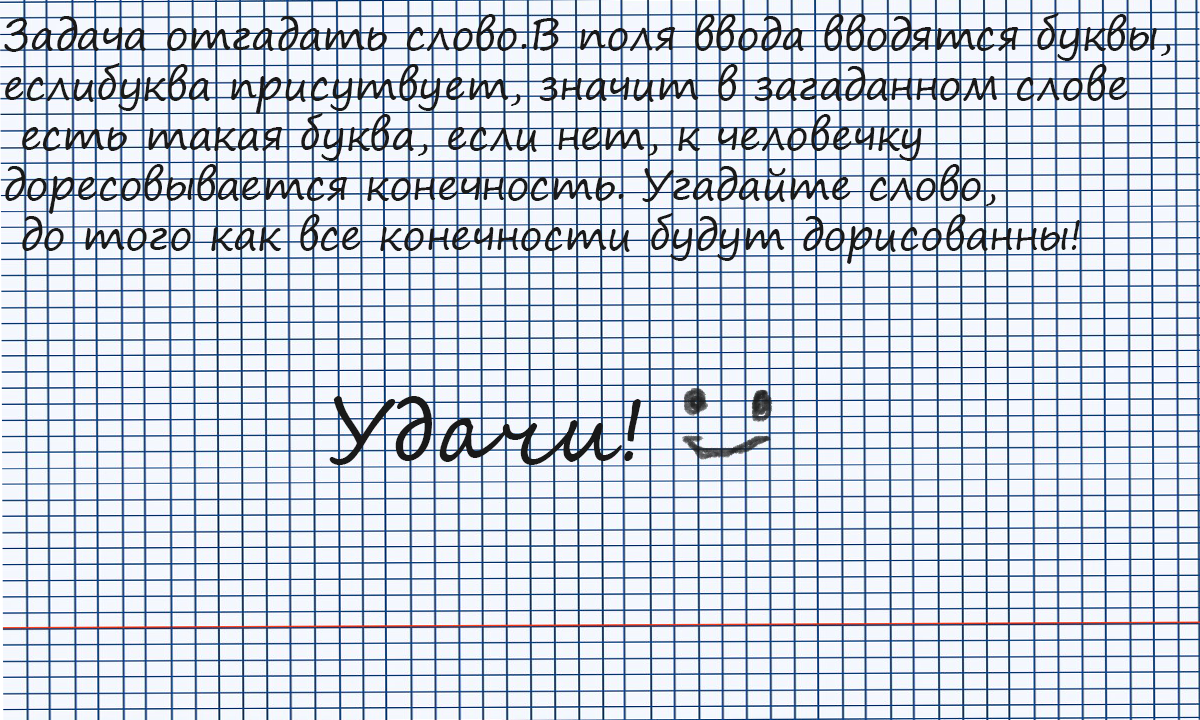 Задача отгадать слово.В поля ввода вводятся буквы,
еслибуква присутвует, значит в загаданном слове
есть такая буква, если нет, к человечку
доресовывается конечность. Угадайте слово,
до того как все конечности будут дорисованны!
Удачи!